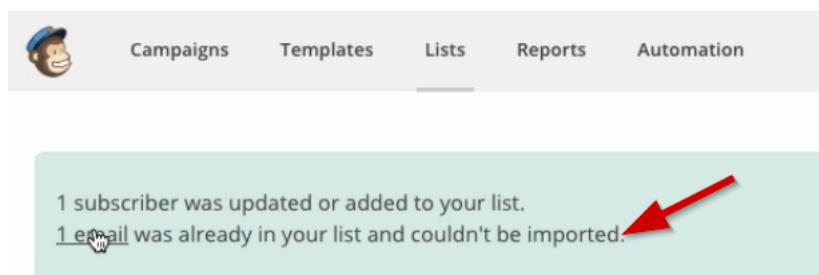 Campaigns Templates Lists Reports Automation
1 subscriber was updated or added to your list.
1 email was already in your list and couldn't be imported.